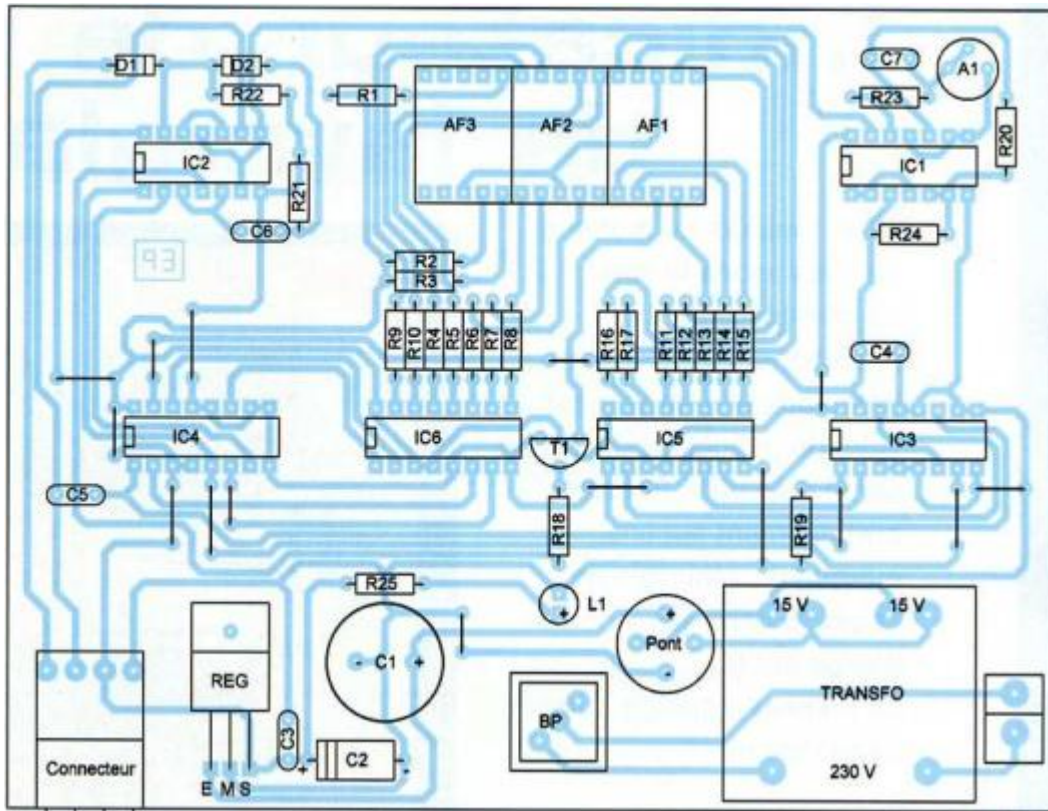 D1
D2
C7
A1
R22
R1
R23
AF3
AF2
AF1
R20
IC2
IC1
R21
C6
R24
93
R2
R3
R9
R10
R4
R5
R6
R7
R8
R16
R17
R11
R12
R13
R14
R15
C4
IC4
IC6
T1
IC5
IC3
C5
R18
R19
R25
L1
+
15 V
15 V
REG
- C1 +
+
Pont
-
TRANSFO
BP
C3
+ C2 -
Connecteur
E M S
230 V